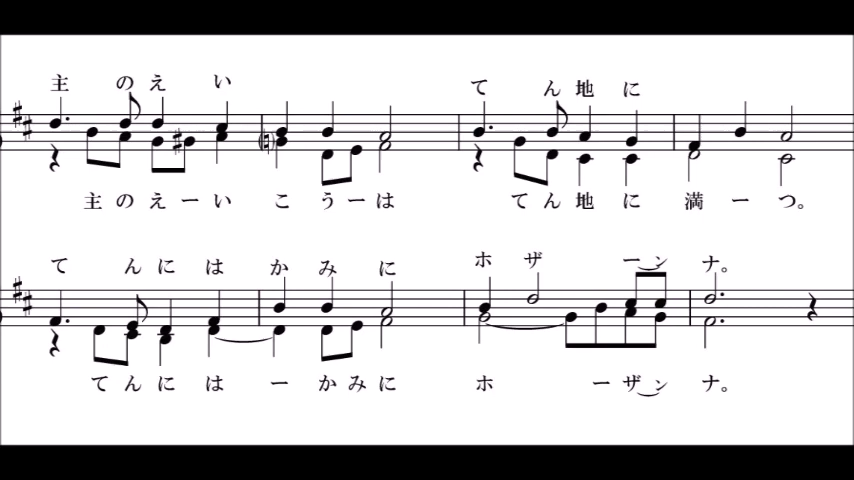 主 の え い て ん 地 に
主 の え ー い こ う ー は て ん 地 に 満 ー つ。
て ん に は か み に ホ ザ ー ン ナ。
て ん に は ー か み に ホ ー ザ ン ナ。